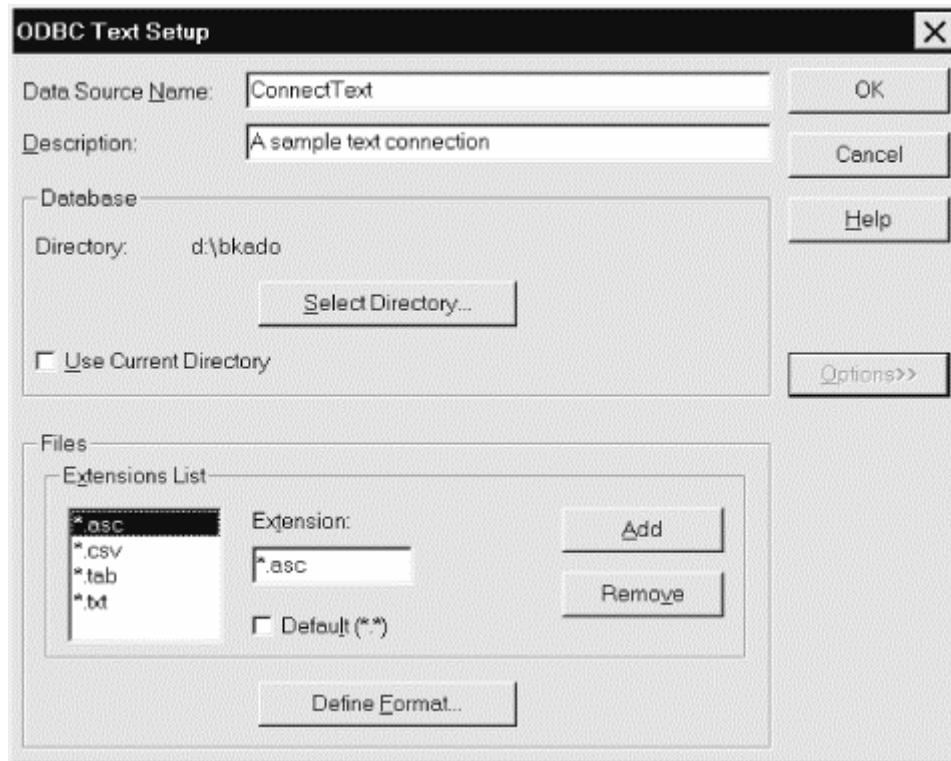 ODBC Text Setup
Data Source Name: ConnectText
OK
Description: A sample text connection
Cancel
Database
Help
Directory: d:\bkado
Select Directory...
Use Current Directory
Options>>
Files
Extensions List
*.asc
*.csv
*.tab
*.txt
Extension:
*.asc
Default (*.*)
Add
Remove
Define Format...